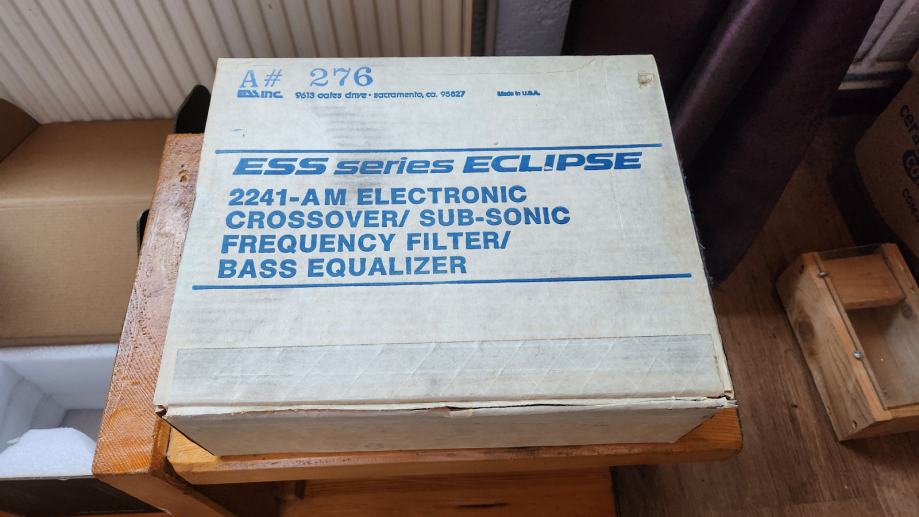 A# 276
ESS INC. 9613 oates drive • sacramento, ca. 95827 Made in U.S.A.
ESS series ECLIPSE
2241-AM ELECTRONIC
CROSSOVER/ SUB-SONIC
FREQUENCY FILTER/
BASS EQUALIZER